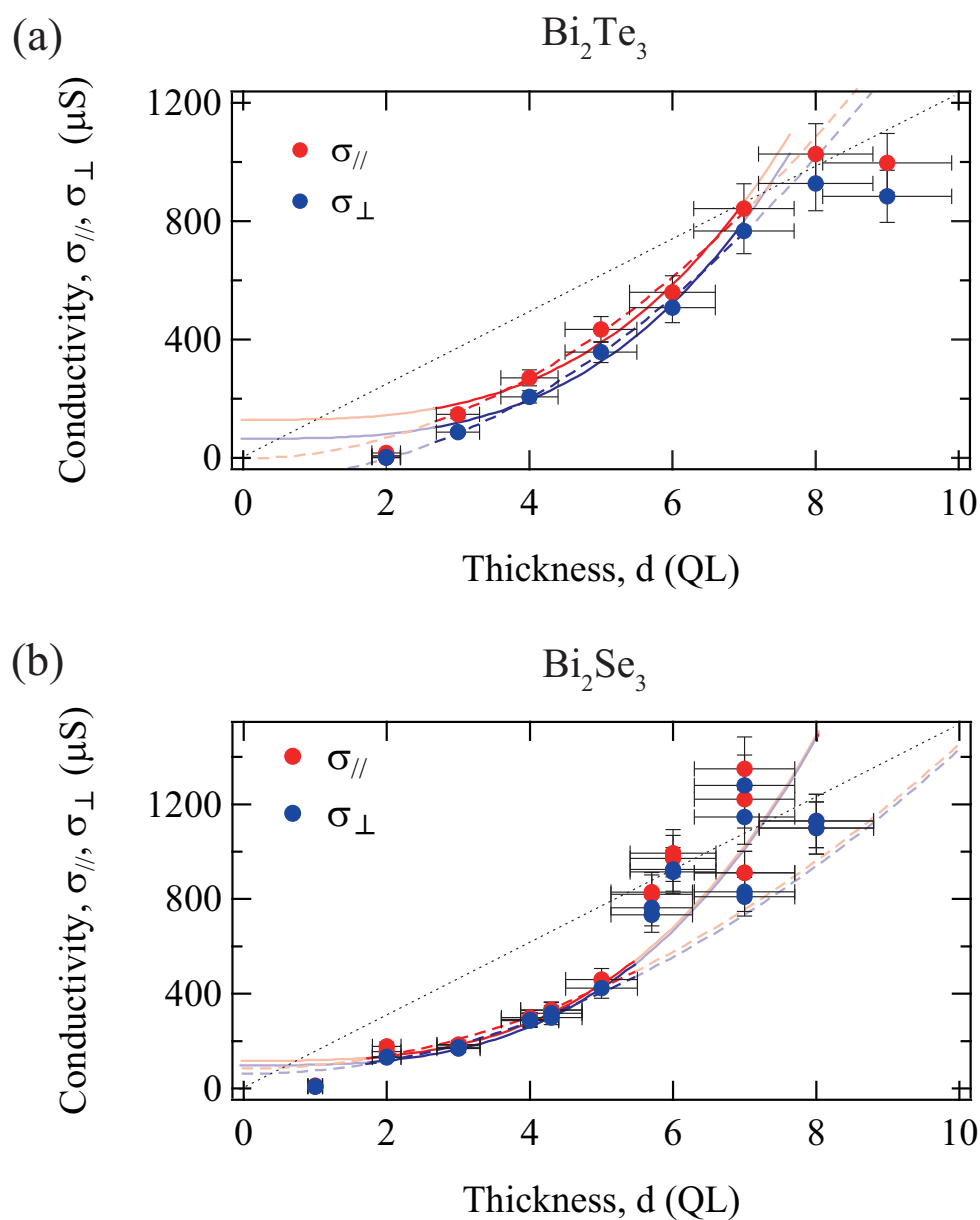 (a)
Bi₂Te₃
Conductivity, σ//, σ⊥ (μS)
1200
800
400
0
σ//
σ⊥
0 2 4 6 8 10
Thickness, d (QL)
(b)
Bi₂Se₃
Conductivity, σ//, σ⊥ (μS)
1200
800
400
0
σ//
σ⊥
0 2 4 6 8 10
Thickness, d (QL)